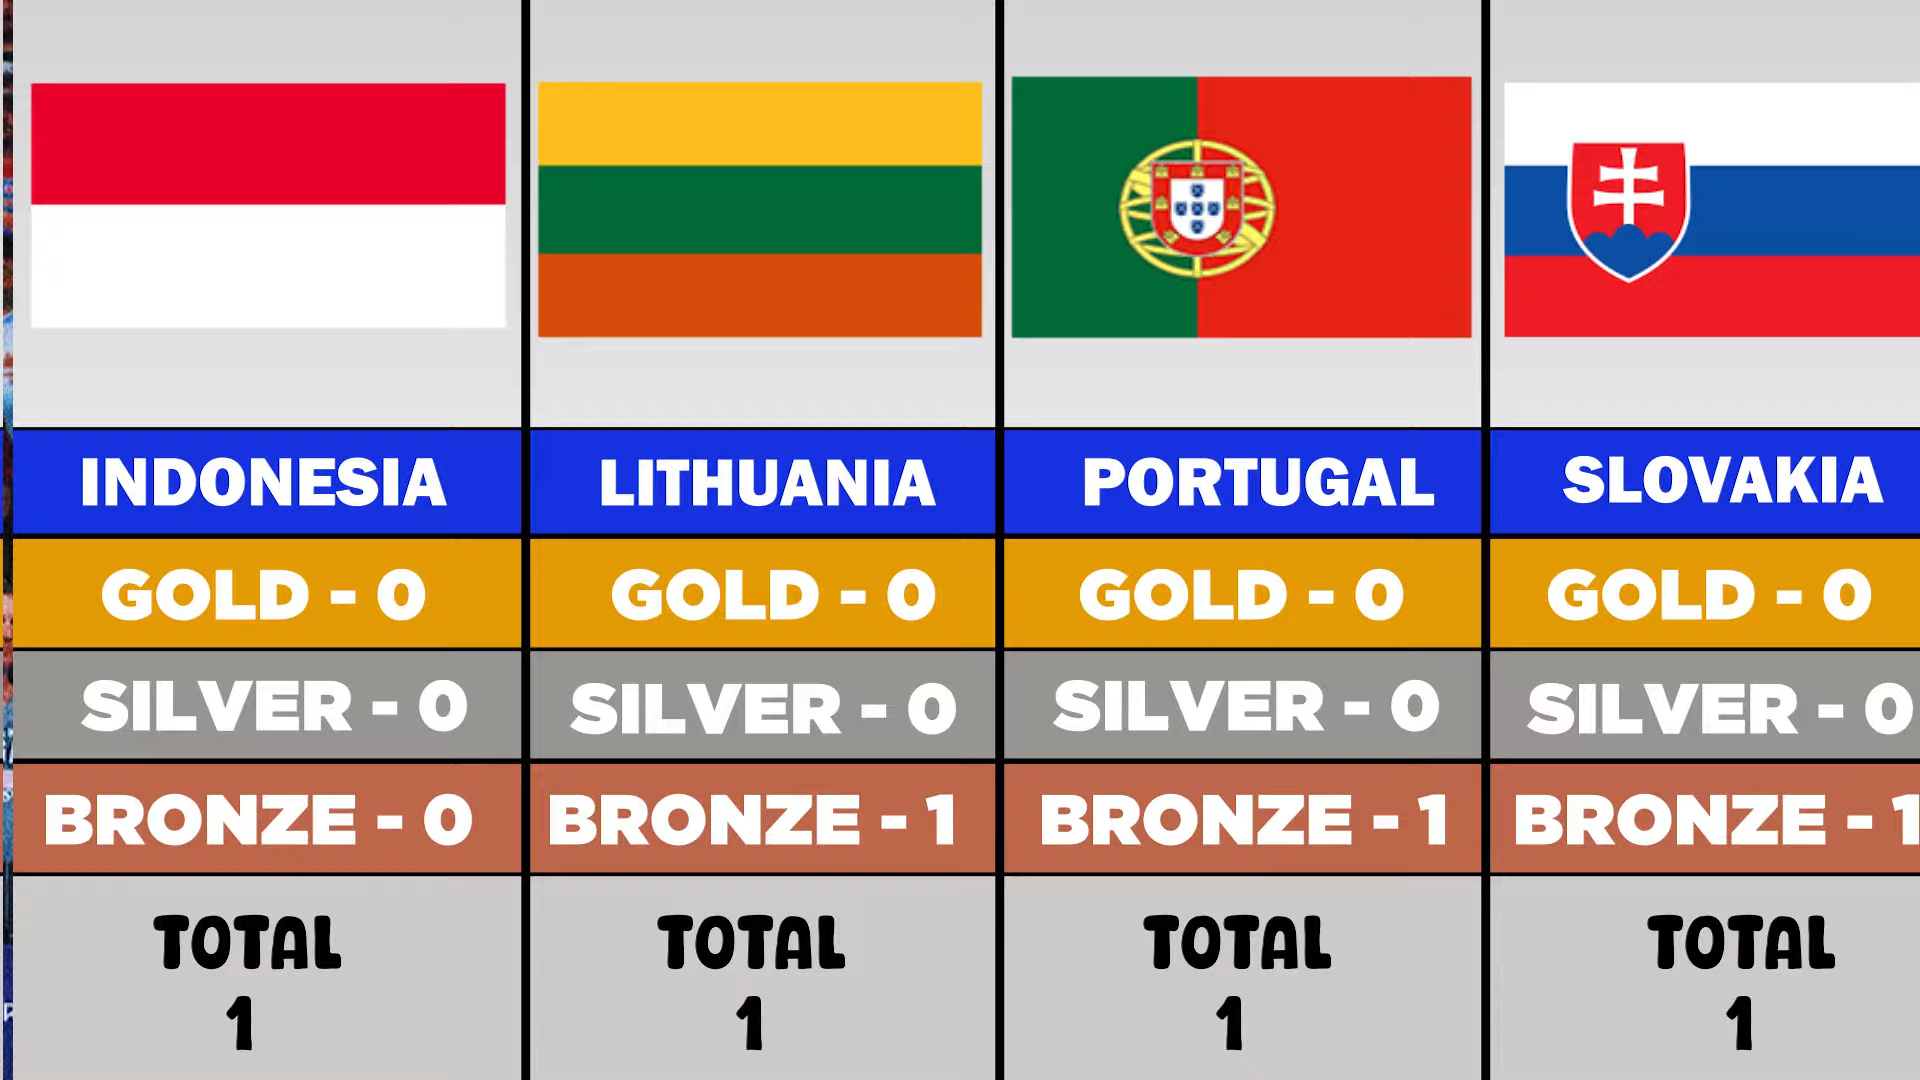 INDONESIA
GOLD - 0
SILVER - 0
BRONZE - 0
TOTAL
1
LITHUANIA
GOLD - 0
SILVER - 0
BRONZE - 1
TOTAL
1
PORTUGAL
GOLD - 0
SILVER - 0
BRONZE - 1
TOTAL
1
SLOVAKIA
GOLD - 0
SILVER - 0
BRONZE - 1
TOTAL
1